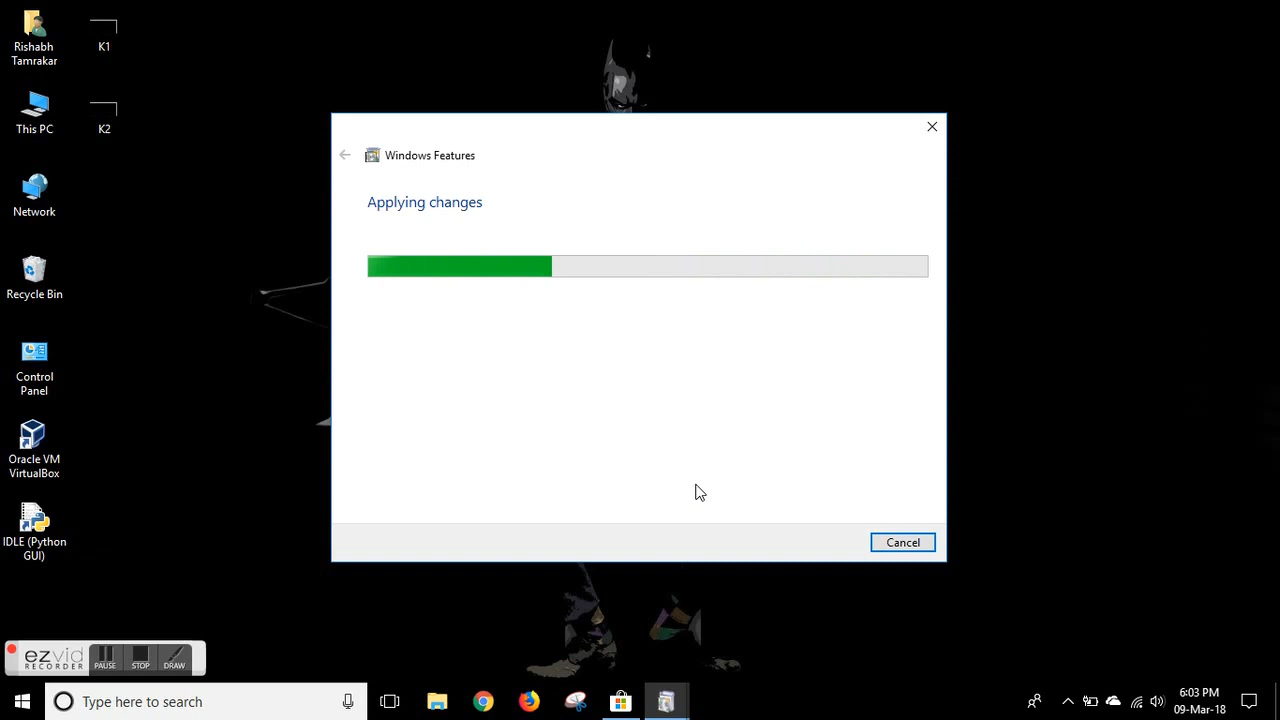 Rishabh
Tamrakar
K1
This PC
K2
Network
Recycle Bin
Control
Panel
Oracle VM
VirtualBox
IDLE (Python
GUI)
Windows Features
Applying changes
Cancel
ezvid
RECORDER
PAUSE
STOP
DRAW
Type here to search
6:03 PM
09-Mar-18